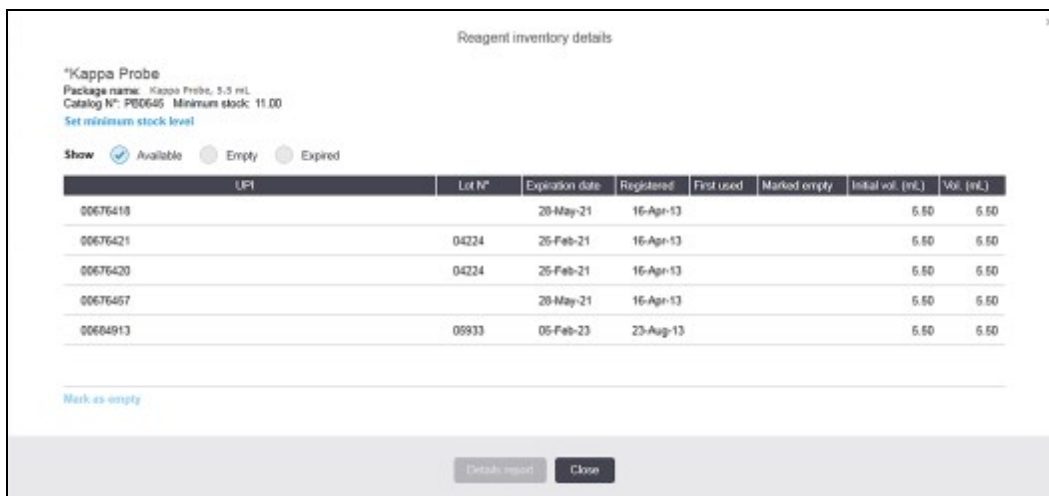 Reagent inventory details
*Kappa Probe
Package name: Kappa Probe, 5.5 mL
Catalog N°: PB0645 Minimum stock: 11.00
Set minimum stock level
Show Available Empty Expired
UPI Lot N° Expiration date Registered First used Marked empty Initial vol. (mL) Vol. (mL)
00676418 28-May-21 16-Apr-13 5.50 5.50
00676421 04224 26-Feb-21 16-Apr-13 5.50 5.50
00676420 04224 26-Feb-21 16-Apr-13 5.50 5.50
00676467 28-May-21 16-Apr-13 5.50 5.50
00684913 05933 05-Feb-23 23-Aug-13 5.50 5.50
Mark as empty
Details report Close